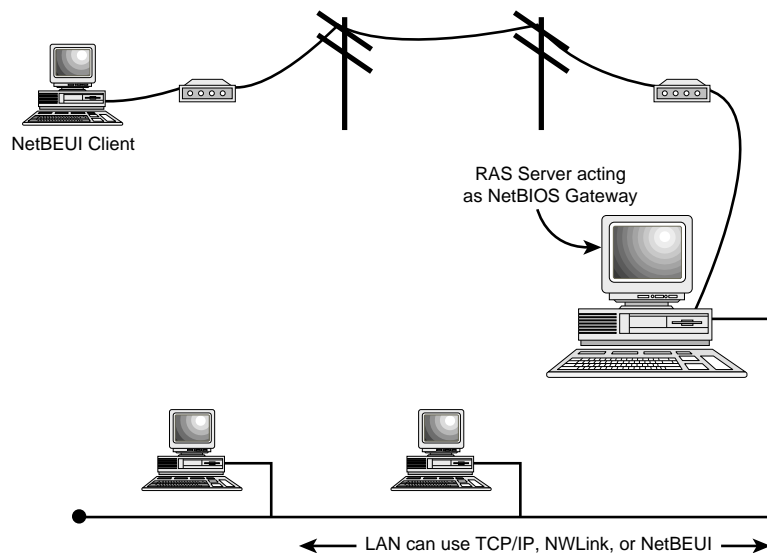 NetBEUI Client
RAS Server acting
as NetBIOS Gateway
LAN can use TCP/IP, NWLink, or NetBEUI